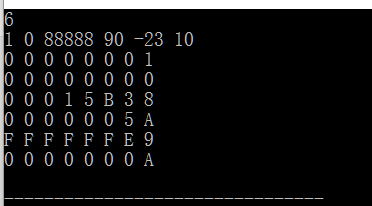 6
1 0 88888 90 -23 10
0 0 0 0 0 0 0 1
0 0 0 0 0 0 0 0
0 0 0 1 5 B 3 8
0 0 0 0 0 0 5 A
F F F F F F E 9
0 0 0 0 0 0 0 A
--------------------------------